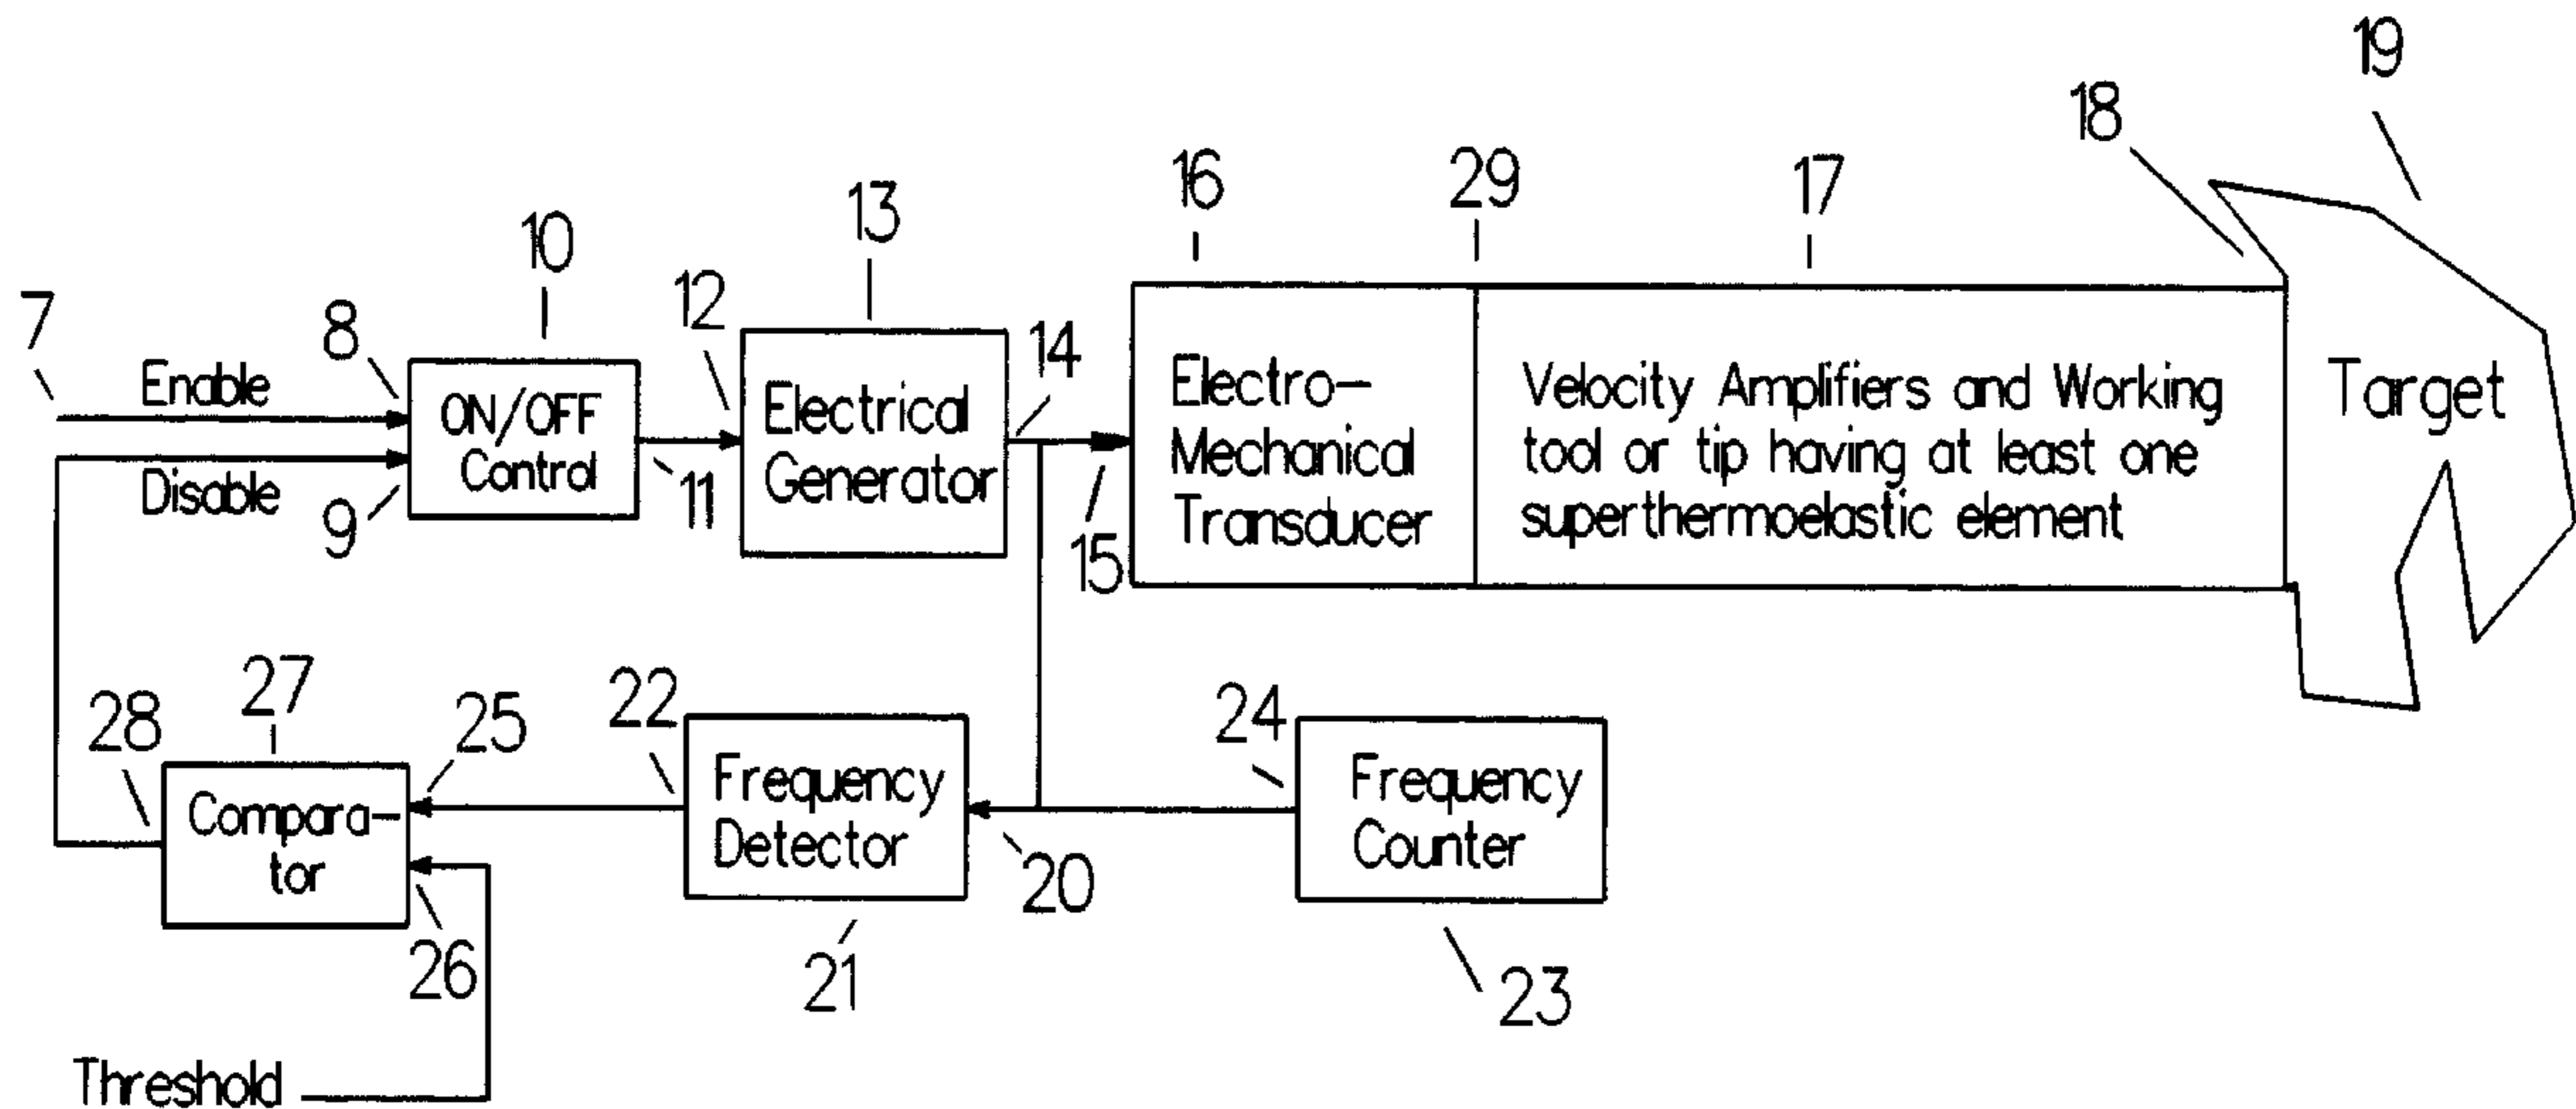 19
18
16
29
17
13
10
12
7
8
14
Enable
ON/OFF
Control
Electrical
Generator
Electro-
Mechanical
Transducer
Velocity Amplifiers and Working
tool or tip having at least one
superthermoelastic element
Target
Disable
9
11
15
27
28
25
22
24
Compara-
tor
Frequency
Detector
Frequency
Counter
20
26
21
23
Threshold